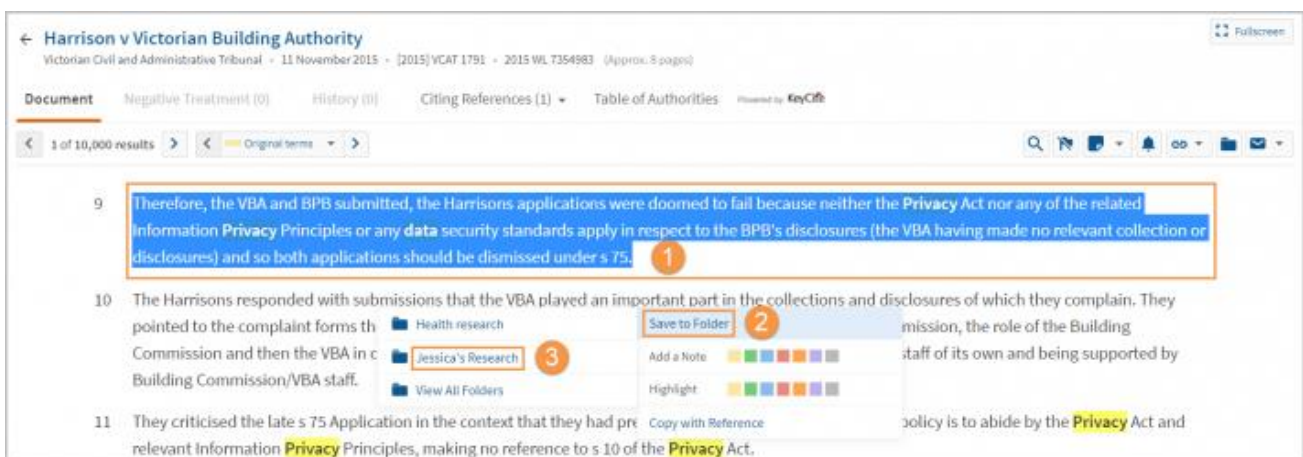 ← Harrison v Victorian Building Authority
Fullscreen
Victorian Civil and Administrative Tribunal · 11 November 2015 · [2015] VCAT 1791 · 2015 WL 7354983 (Approx. 8 pages)
Document Negative Treatment (0) History (0) Citing References (1) Table of Authorities Powered by KeyCite
1 of 10,000 results Original terms
9 Therefore, the VBA and BPB submitted, the Harrisons applications were doomed to fail because neither the Privacy Act nor any of the related
Information Privacy Principles or any data security standards apply in respect to the BPB's disclosures (the VBA having made no relevant collection or
disclosures) and so both applications should be dismissed under s 75. 1
10 The Harrisons responded with submissions that the VBA played an important part in the collections and disclosures of which they complain. They
pointed to the complaint forms th Health research Save to Folder 2 mission, the role of the Building
Commission and then the VBA in c Jessica's Research 3 Add a Note staff of its own and being supported by
Building Commission/VBA staff. View All Folders Highlight
11 They criticised the late s 75 Application in the context that they had pre Copy with Reference policy is to abide by the Privacy Act and
relevant Information Privacy Principles, making no reference to s 10 of the Privacy Act.